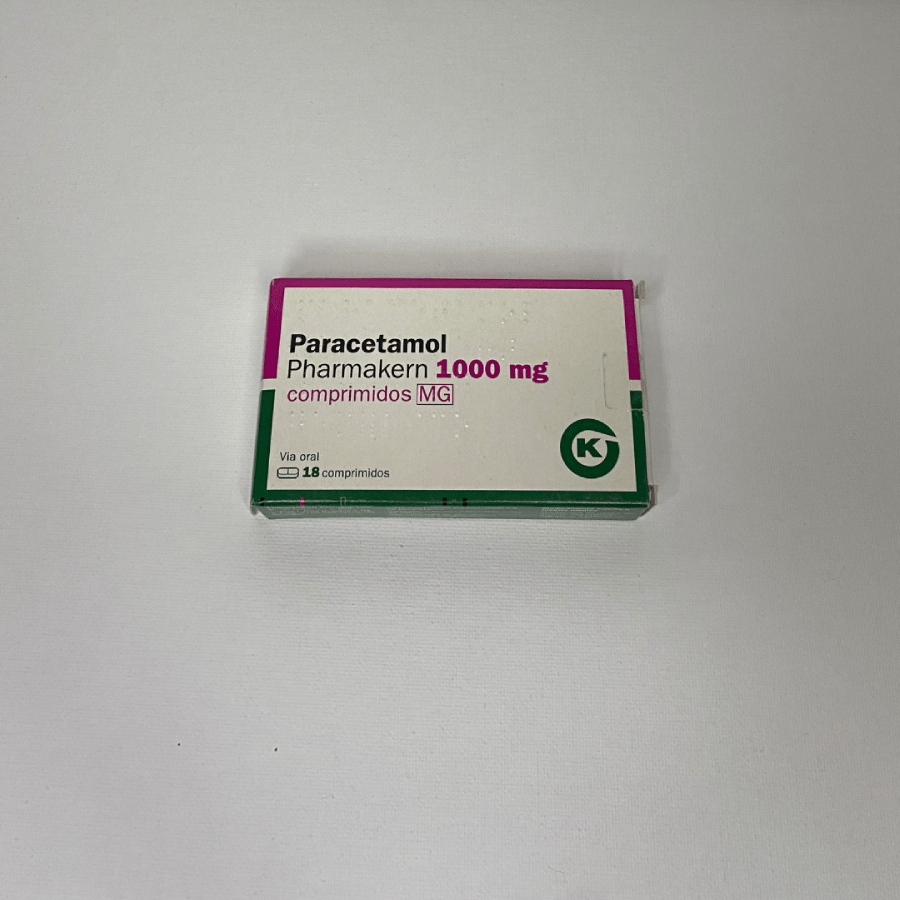 Paracetamol
Pharmakern 1000 mg
comprimidos MG
K
Via oral
18 comprimidos